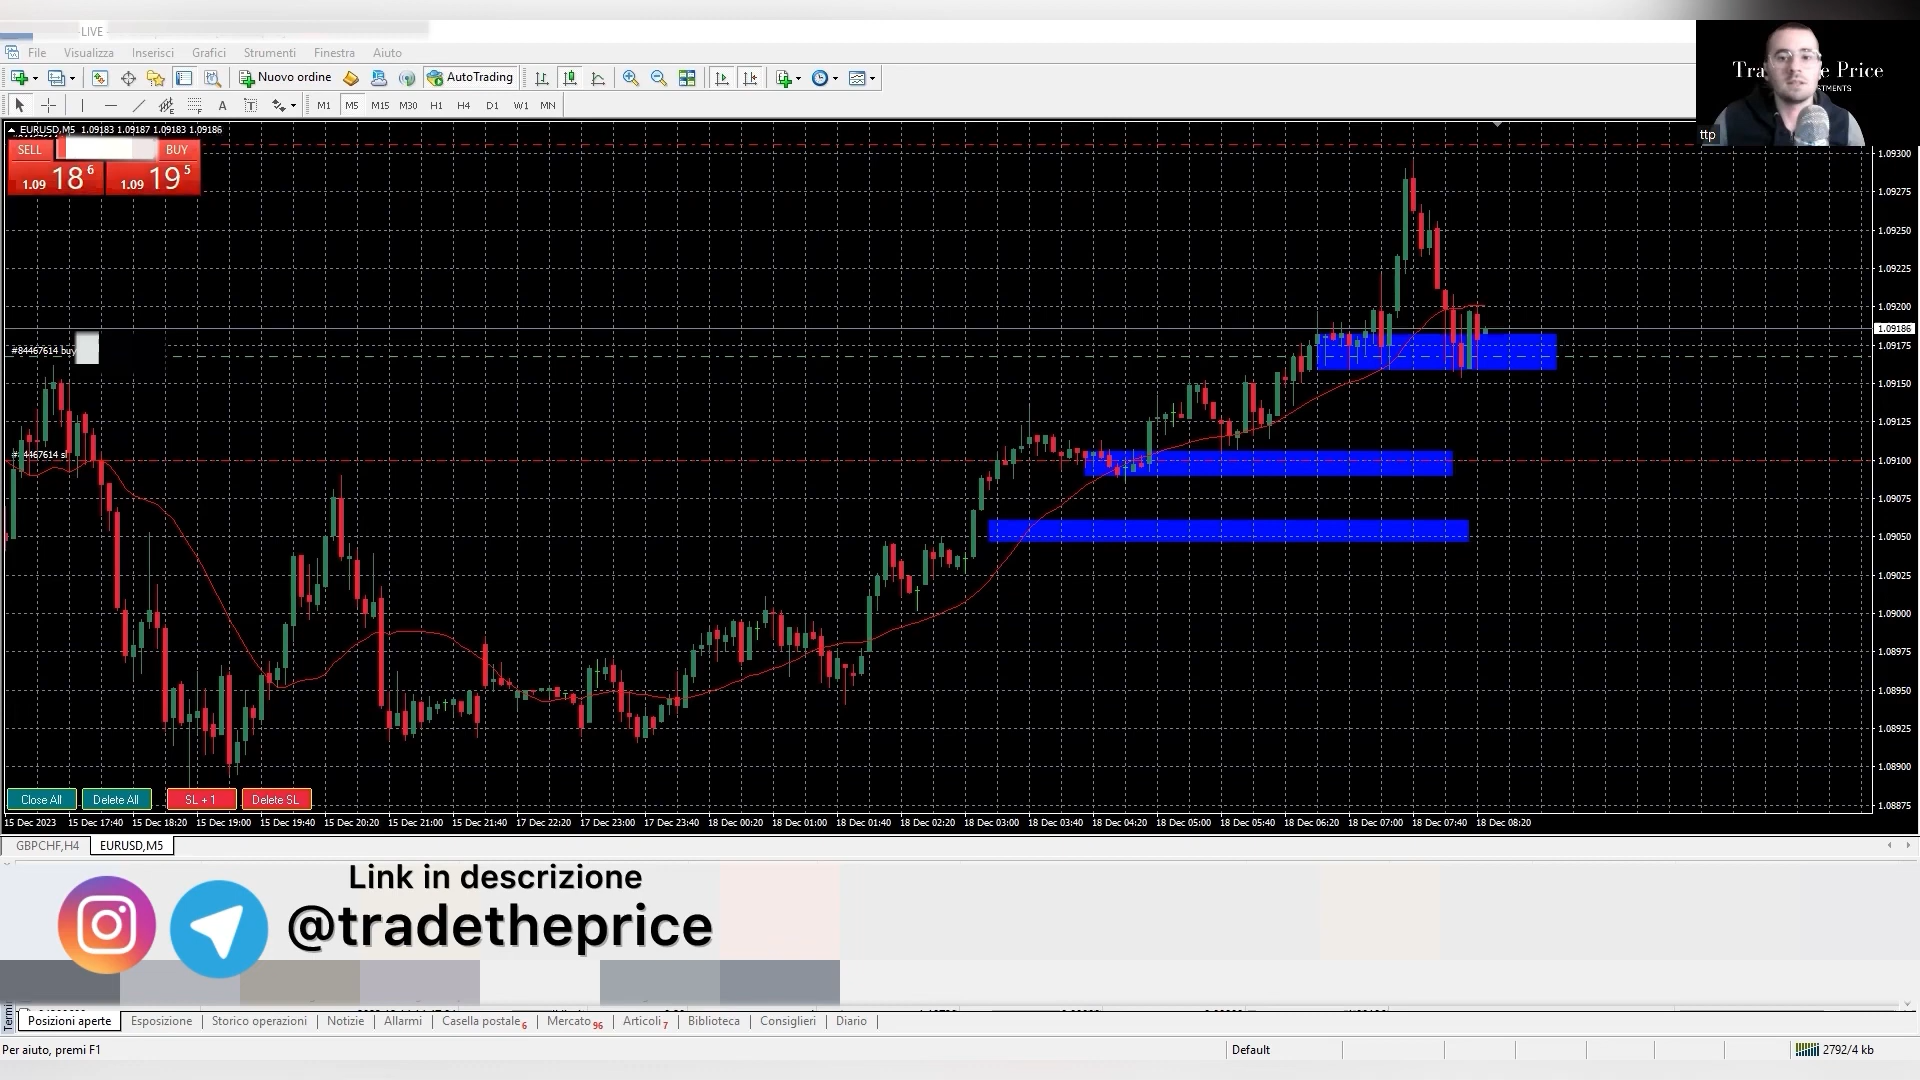 LIVE
File Visualizza Inserisci Grafici Strumenti Finestra Aiuto
Nuovo ordine AutoTrading
A T M1 M5 M15 M30 H1 H4 D1 W1 MN
Price
ttp
EURUSD,M5 1.09183 1.09187 1.09183 1.09186
SELL BUY
1.09 18 6 1.09 19 5
#84467614 buy
#84467614 sl
1.09300
1.09275
1.09250
1.09225
1.09200
1.09186
1.09175
1.09150
1.09125
1.09100
1.09075
1.09050
1.09025
1.09000
1.08975
1.08950
1.08925
1.08900
1.08875
Close All Delete All SL + 1 Delete SL
15 Dec 2023 15 Dec 17:40 15 Dec 18:20 15 Dec 19:00 15 Dec 19:40 15 Dec 20:20 15 Dec 21:00 15 Dec 21:40 17 Dec 22:20 17 Dec 23:00 17 Dec 23:40 18 Dec 00:20 18 Dec 01:00 18 Dec 01:40 18 Dec 02:20 18 Dec 03:00 18 Dec 03:40 18 Dec 04:20 18 Dec 05:00 18 Dec 05:40 18 Dec 06:20 18 Dec 07:00 18 Dec 07:40 18 Dec 08:20
GBPCHF,H4 EURUSD,M5
Link in descrizione
@tradetheprice
Posizioni aperte Esposizione Storico operazioni Notizie Allarmi Casella postale 6 Mercato 96 Articoli 7 Biblioteca Consiglieri Diario
Per aiuto, premi F1 Default 2792/4 kb